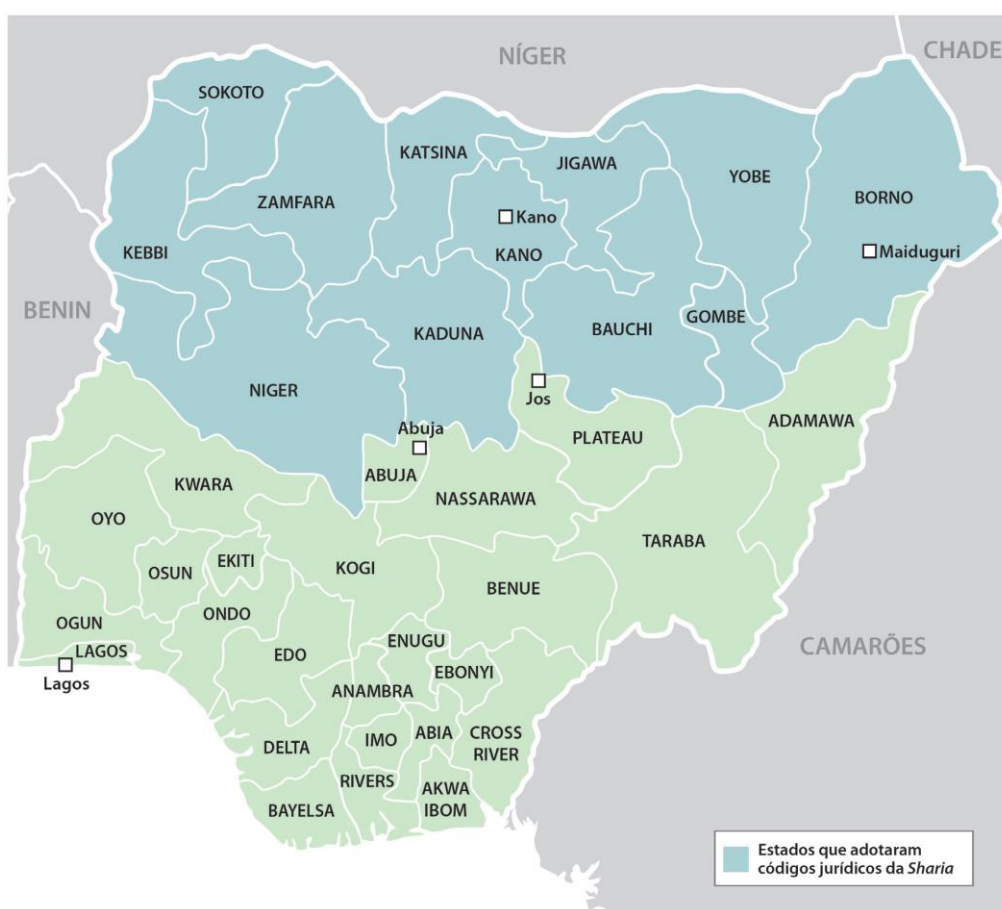 NÍGER
CHADE
SOKOTO
KATSINA
JIGAWA
YOBE
BORNO
ZAMFARA
Kano
KEBBI
KANO
Maiduguri
BENIN
GOMBE
KADUNA
BAUCHI
NIGER
Jos
ADAMAWA
Abuja
PLATEAU
ABUJA
KWARA
NASSARAWA
OYO
TARABA
OSUN
EKITI
KOGI
BENUE
ONDO
OGUN
ENUGU
LAGOS
EDO
CAMARÕES
EBONYI
Lagos
ANAMBRA
DELTA
IMO
ABIA
CROSS
RIVER
RIVERS
BAYELSA
AKWA
IBOM
Estados que adotaram
códigos jurídicos da Sharia